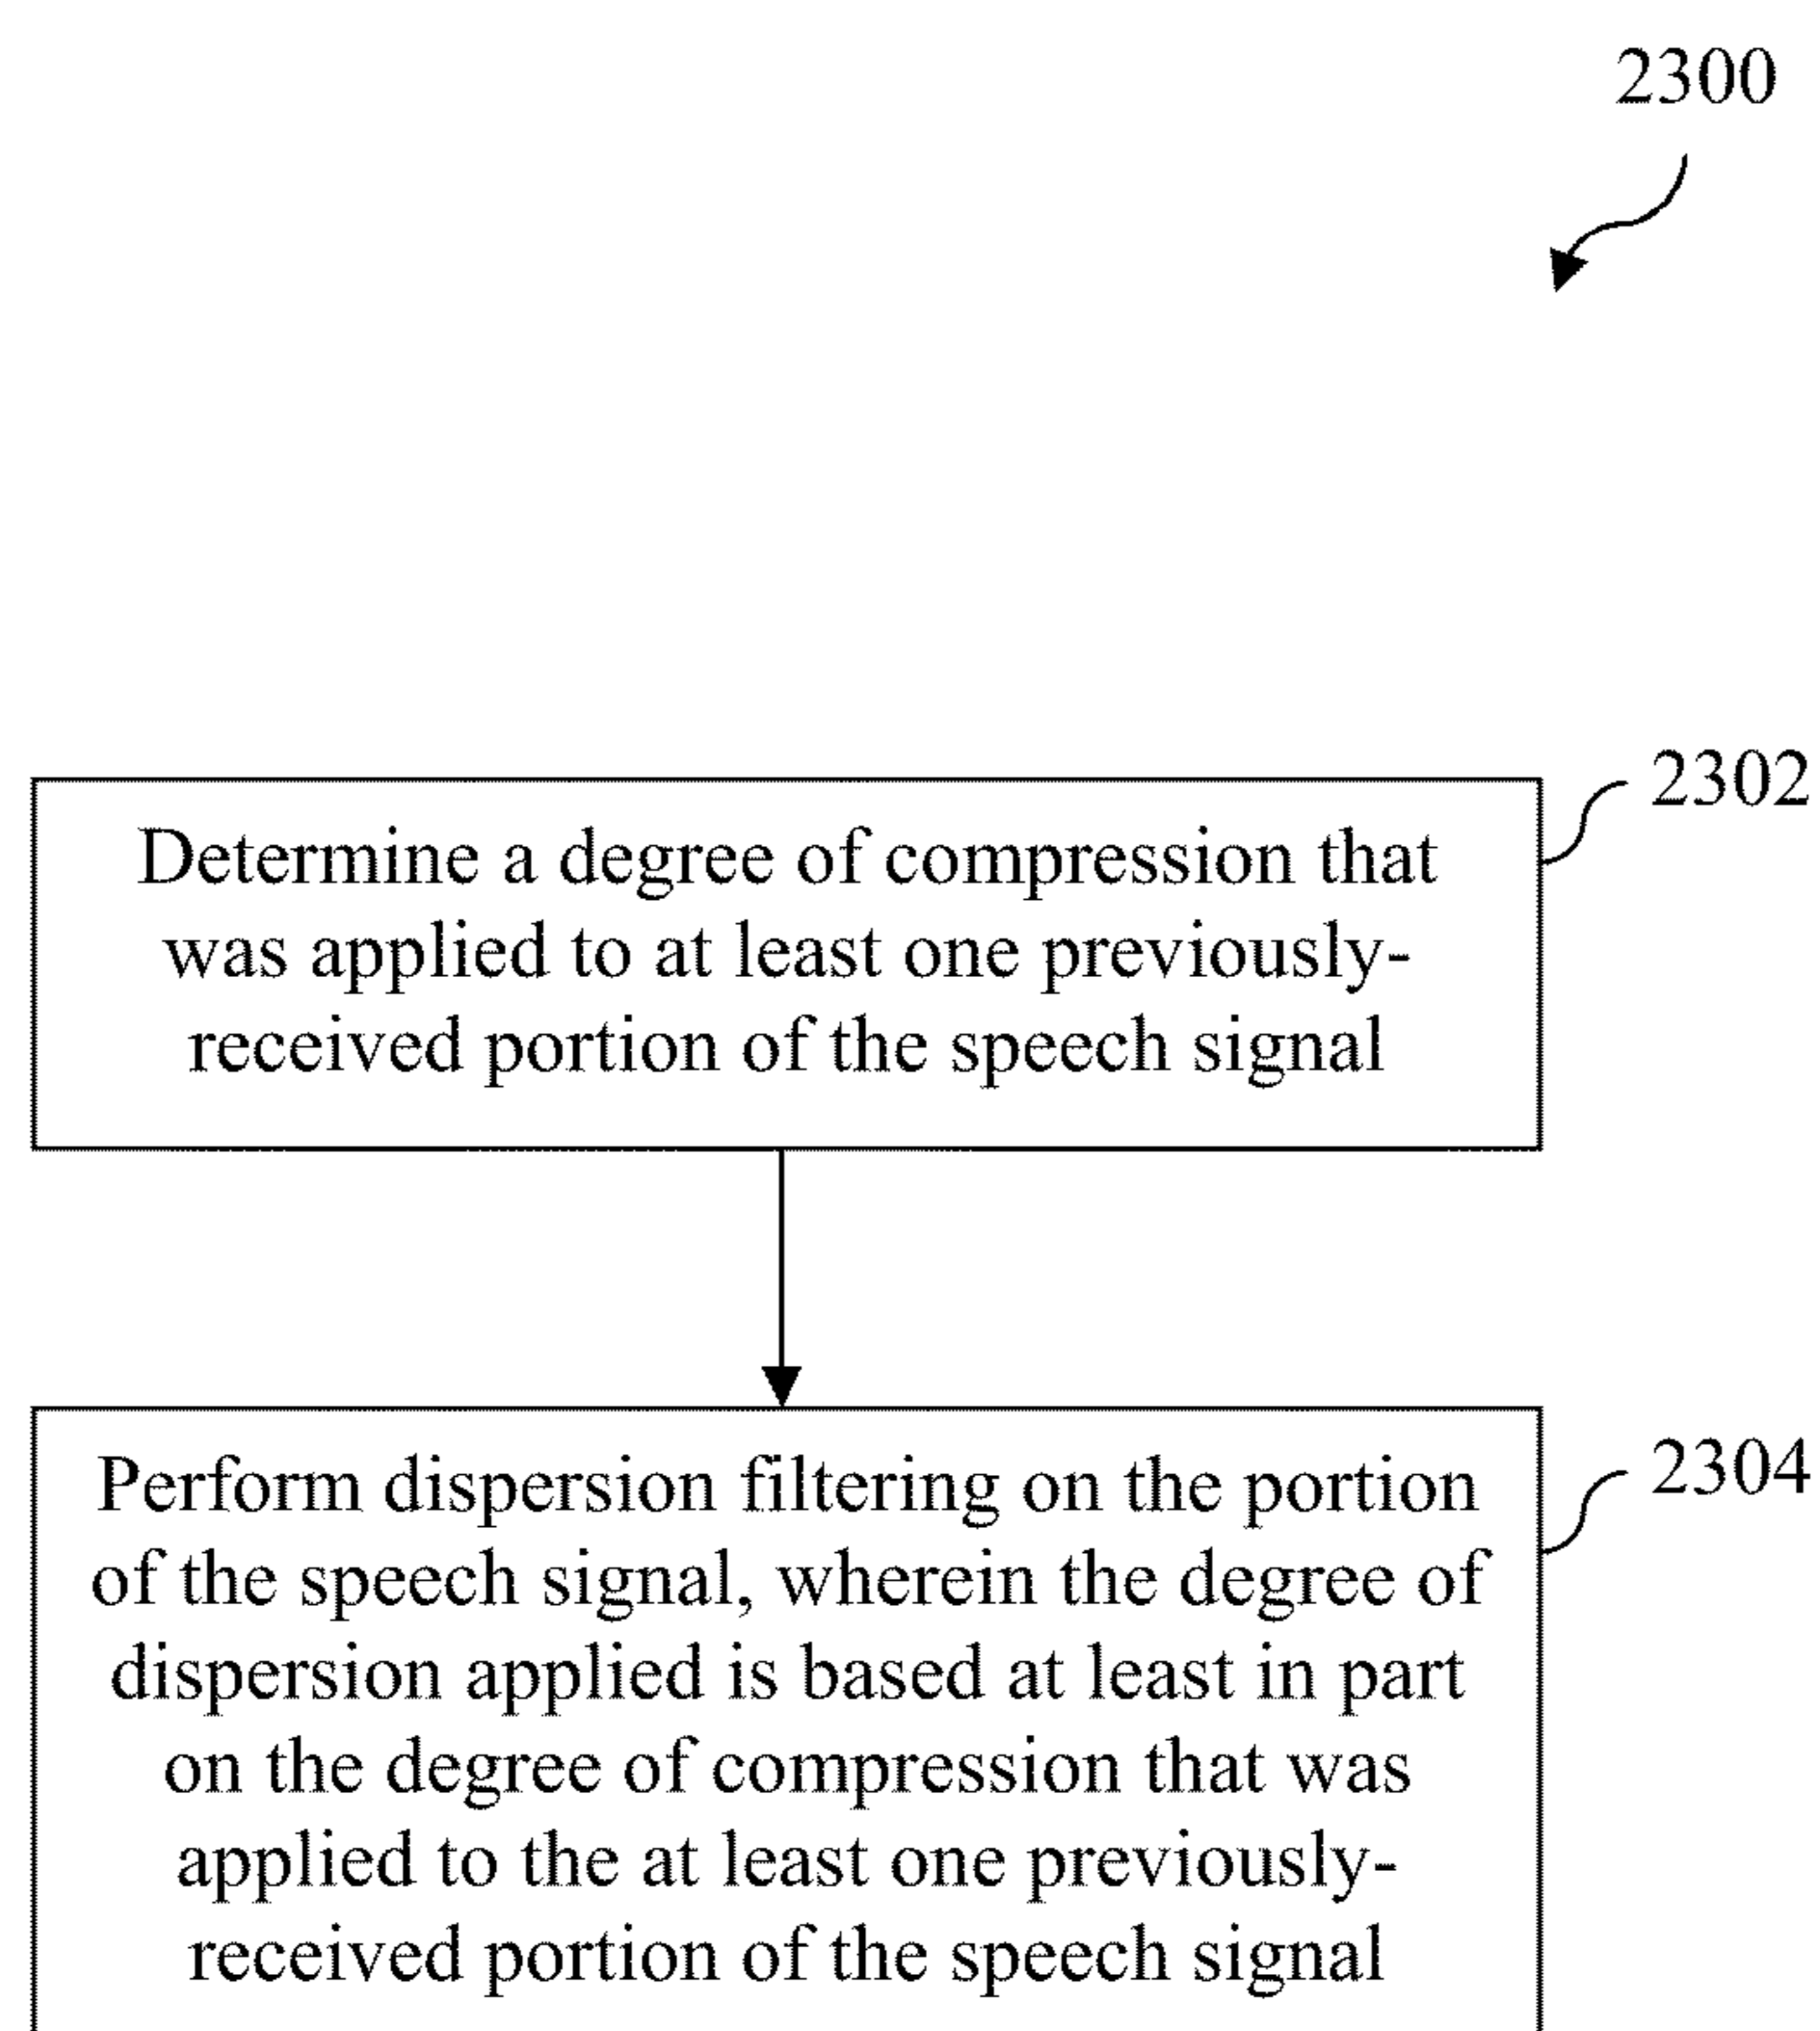 2300
2302
Determine a degree of compression that
was applied to at least one previously-
received portion of the speech signal
2304
Perform dispersion filtering on the portion
of the speech signal, wherein the degree of
dispersion applied is based at least in part
on the degree of compression that was
applied to the at least one previously-
received portion of the speech signal